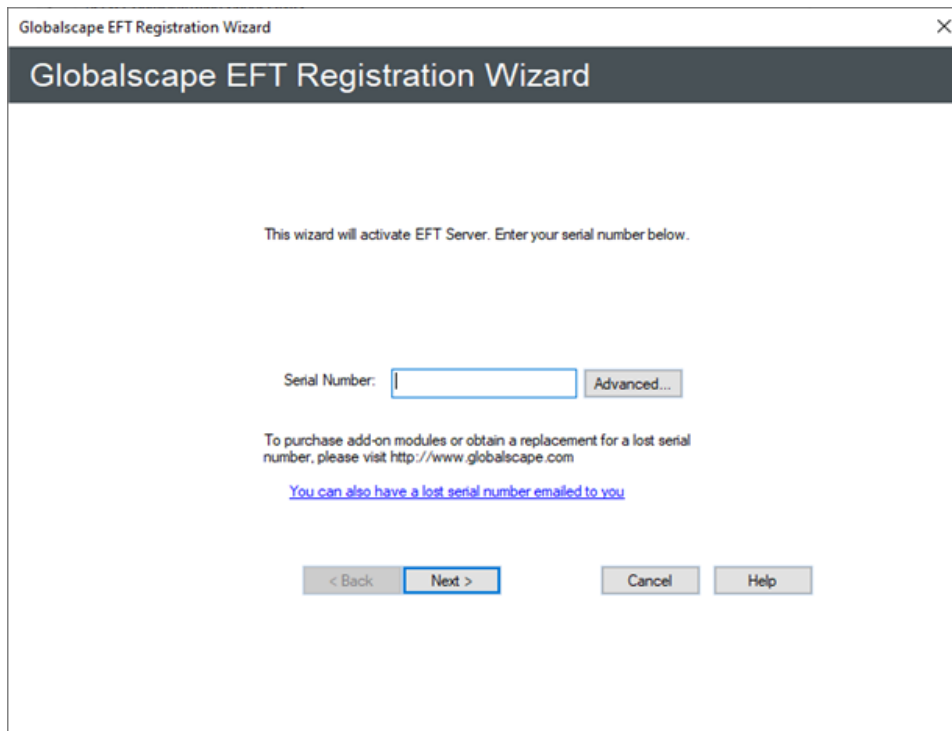 Globalscape EFT Registration Wizard
Globalscape EFT Registration Wizard
This wizard will activate EFT Server. Enter your serial number below.
Serial Number: Advanced...
To purchase add-on modules or obtain a replacement for a lost serial
number, please visit http://www.globalscape.com
You can also have a lost serial number emailed to you
< Back Next > Cancel Help